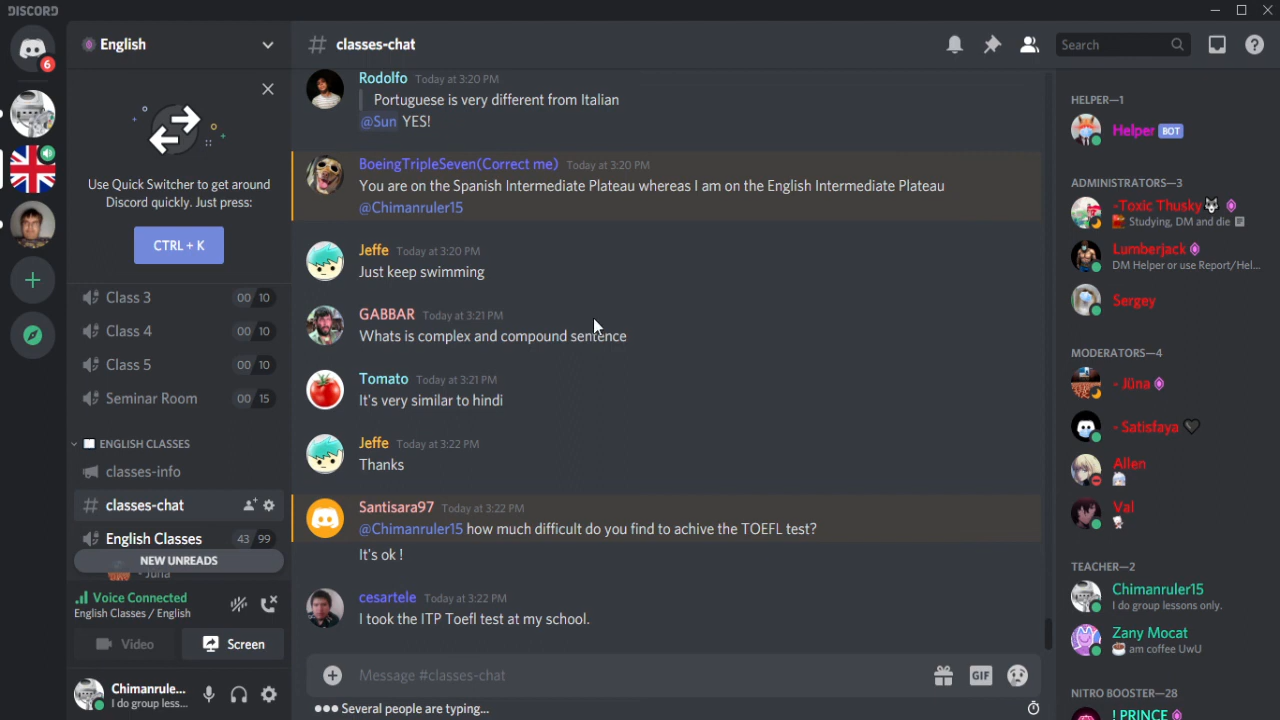 DISCORD
6
English
Use Quick Switcher to get around
Discord quickly. Just press:
CTRL + K
Class 3 00 10
Class 4 00 10
Class 5 00 10
Seminar Room 00 15
ENGLISH CLASSES
classes-info
classes-chat
English Classes 43 99
NEW UNREADS
- Juna
Voice Connected
English Classes / English
Video
Screen
Chimanrule...
I do group less...
# classes-chat
Search
Rodolfo Today at 3:20 PM
Portuguese is very different from Italian
@Sun YES!
BoeingTripleSeven(Correct me) Today at 3:20 PM
You are on the Spanish Intermediate Plateau whereas I am on the English Intermediate Plateau
@Chimanruler15
Jeffe Today at 3:20 PM
Just keep swimming
GABBAR Today at 3:21 PM
Whats is complex and compound sentence
Tomato Today at 3:21 PM
It's very similar to hindi
Jeffe Today at 3:22 PM
Thanks
Santisara97 Today at 3:22 PM
@Chimanruler15 how much difficult do you find to achive the TOEFL test?
It's ok !
cesartele Today at 3:22 PM
I took the ITP Toefl test at my school.
Message #classes-chat
GIF
Several people are typing...
HELPER—1
Helper BOT
ADMINISTRATORS—3
-Toxic Thusky
Studying, DM and die
Lumberjack
DM Helper or use Report/Hel...
Sergey
MODERATORS—4
- Jüna
- Satisfaya
Allen
Val
TEACHER—2
Chimanruler15
I do group lessons only.
Zany Mocat
am coffee UwU
NITRO BOOSTER—28
! PRINCE